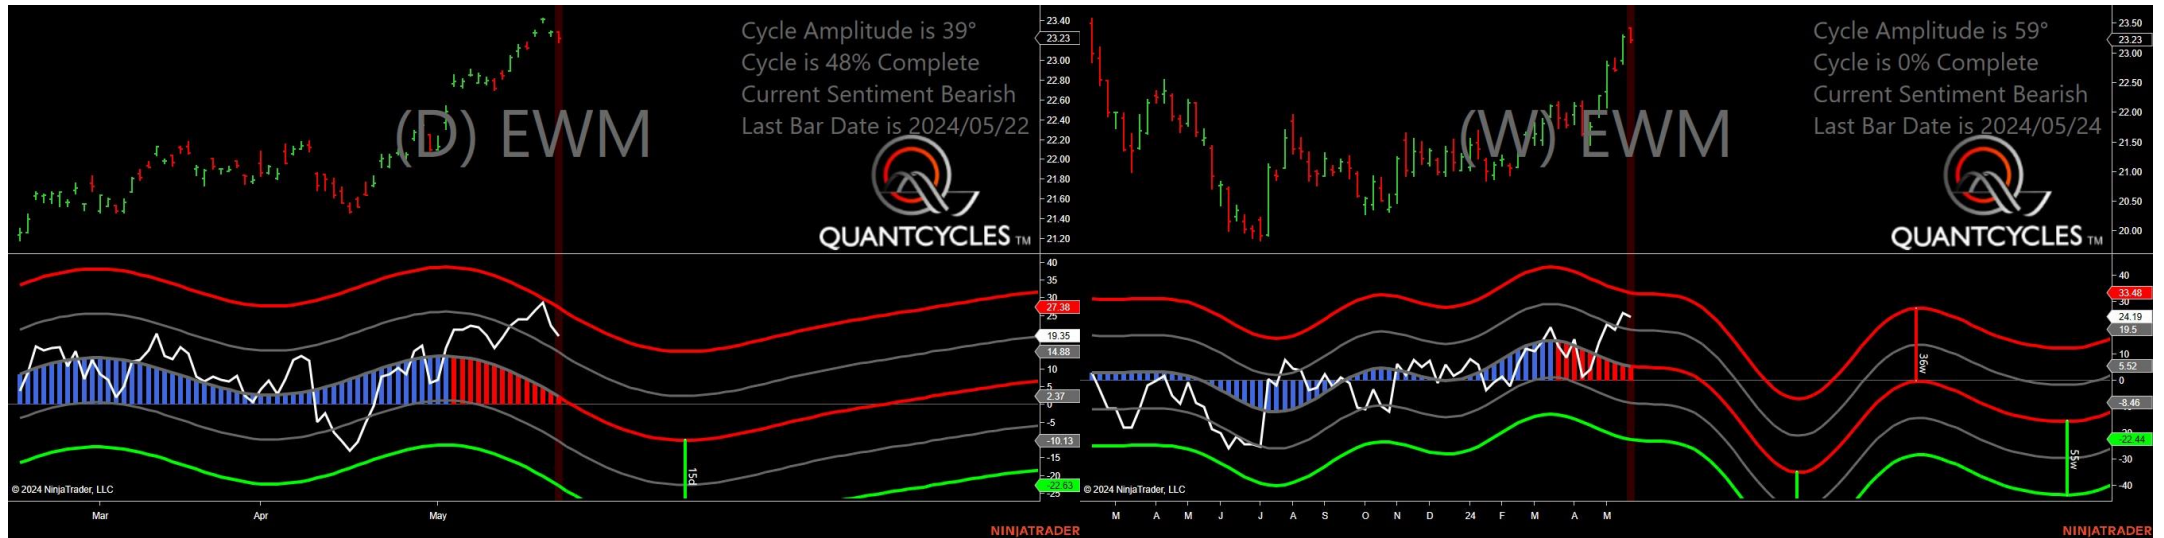 Cycle Amplitude is 39°
Cycle is 48% Complete
Current Sentiment Bearish
Last Bar Date is 2024/05/22
(D) EWM
QUANTCYCLES TM
23.40
23.23
23.00
22.80
22.60
22.40
22.20
22.00
21.80
21.60
21.40
21.20
40
35
30
27.38
25
19.35
14.88
10
5
2.37
0
-5
-10.13
-15
-20
-22.63
-25
15d
© 2024 NinjaTrader, LLC
Mar Apr May
NINJATRADER
Cycle Amplitude is 59°
Cycle is 0% Complete
Current Sentiment Bearish
Last Bar Date is 2024/05/24
(W) EWM
QUANTCYCLES TM
23.50
23.23
23.00
22.50
22.00
21.50
21.00
20.50
20.00
40
33.48
30
24.19
19.5
10
5.52
0
-8.46
-20
-22.44
-30
-40
36w
55w
© 2024 NinjaTrader, LLC
M A M J J A S O N D 24 F M A M
NINJATRADER